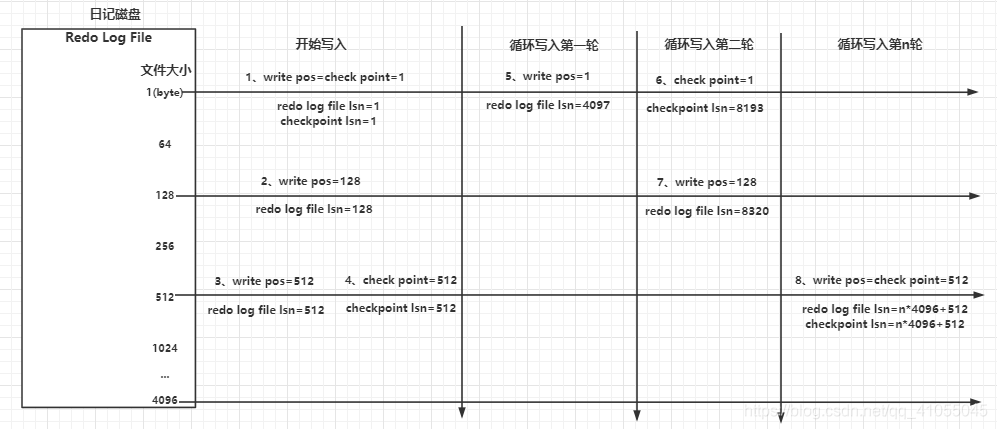 日记磁盘
Redo Log File
文件大小
1(byte)
64
128
256
512
1024
...
4096
开始写入
1、write pos=check point=1
redo log file lsn=1
checkpoint lsn=1
2、write pos=128
redo log file lsn=128
3、write pos=512
redo log file lsn=512
4、check point=512
checkpoint lsn=512
循环写入第一轮
5、write pos=1
redo log file lsn=4097
循环写入第二轮
6、check point=1
checkpoint lsn=8193
7、write pos=128
redo log file lsn=8320
循环写入第n轮
8、write pos=check point=512
redo log file lsn=n*4096+512
checkpoint lsn=n*4096+512
https://blog.csdn.net/qq_41055045